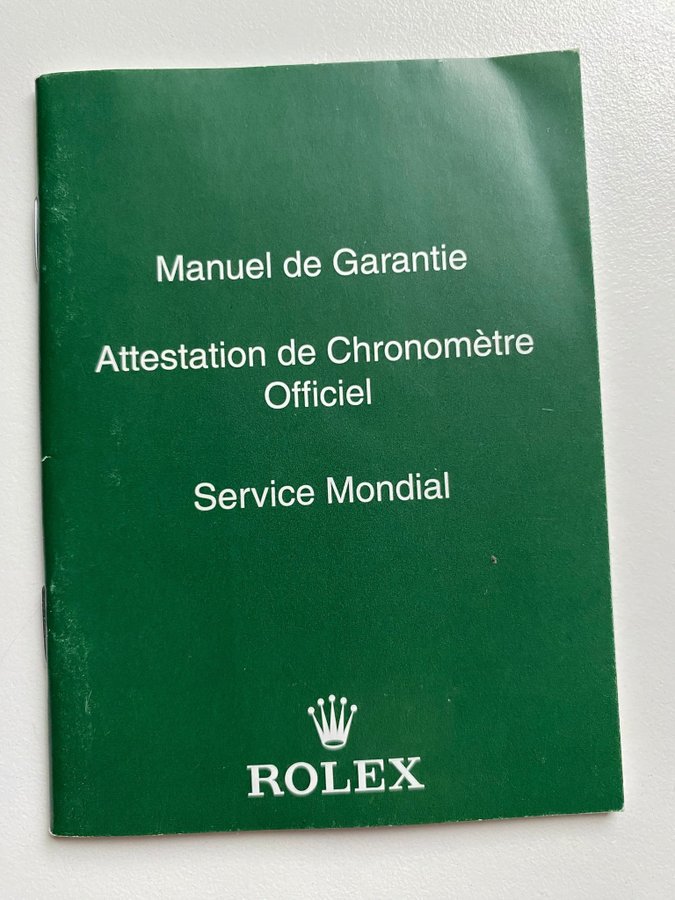 Manuel de Garantie
Attestation de Chronomètre
Officiel
Service Mondial
ROLEX